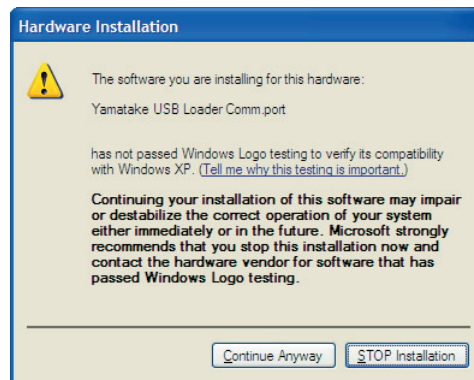 Hardware Installation
The software you are installing for this hardware:
Yamatake USB Loader Comm.port
has not passed Windows Logo testing to verify its compatibility
with Windows XP. (Tell me why this testing is important.)
Continuing your installation of this software may impair
or destabilize the correct operation of your system
either immediately or in the future. Microsoft strongly
recommends that you stop this installation now and
contact the hardware vendor for software that has
passed Windows Logo testing.
Continue Anyway STOP Installation